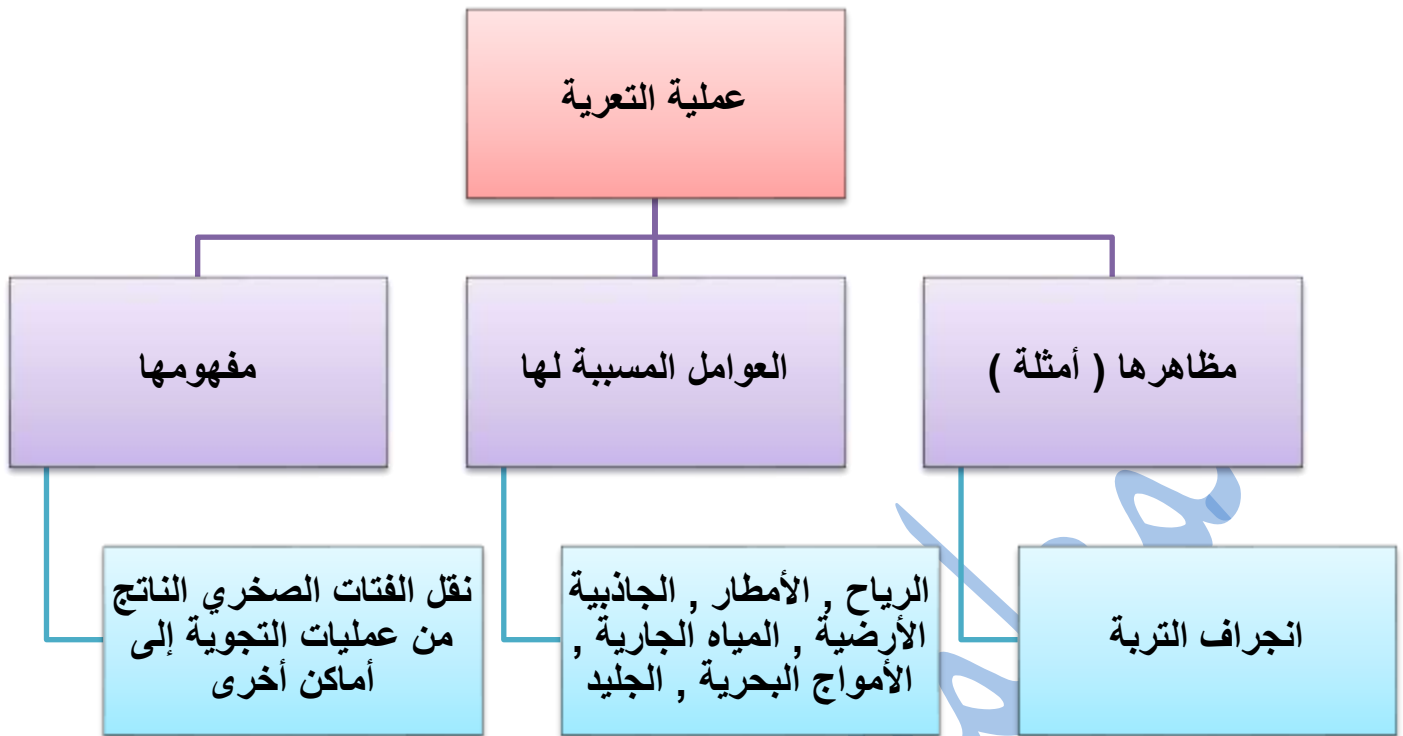 عملية التعرية
مظاهرها ( أمثلة )
العوامل المسببة لها
مفهومها
انجراف التربة
الرياح , الأمطار , الجاذبية
الأرضية , المياه الجارية ,
الأمواج البحرية , الجليد
نقل الفتات الصخري الناتج
من عمليات التجوية إلى
أماكن أخرى